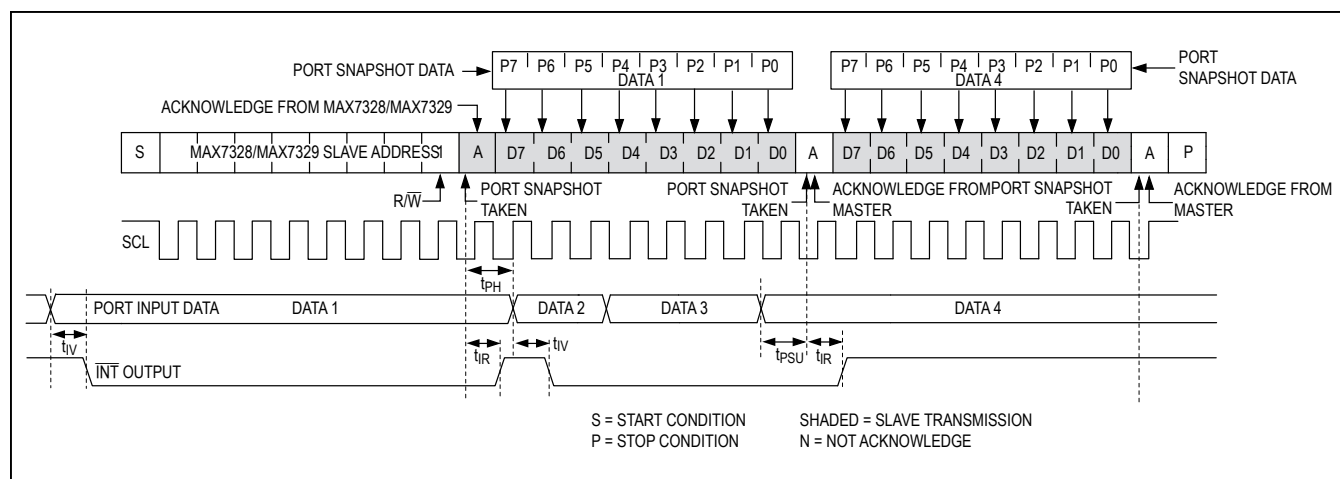 P7 P6 P5 P4 P3 P2 P1 P0
DATA 1
P7 P6 P5 P4 P3 P2 P1 P0
DATA 4
PORT SNAPSHOT DATA
PORT
SNAPSHOT DATA
ACKNOWLEDGE FROM MAX7328/MAX7329
S MAX7328/MAX7329 SLAVE ADDRESS 1 A D7 D6 D5 D4 D3 D2 D1 D0 A D7 D6 D5 D4 D3 D2 D1 D0 A P
R/W̅
PORT SNAPSHOT
TAKEN
PORT SNAPSHOT
TAKEN
ACKNOWLEDGE FROM
MASTER
PORT SNAPSHOT
TAKEN
ACKNOWLEDGE FROM
MASTER
SCL
tPH
PORT INPUT DATA DATA 1 DATA 2 DATA 3 DATA 4
tIV tIR tIV tPSU tIR
I̅N̅T̅ OUTPUT
S = START CONDITION SHADED = SLAVE TRANSMISSION
P = STOP CONDITION N = NOT ACKNOWLEDGE